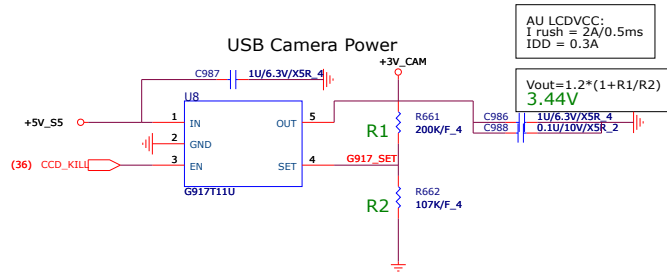 AU LCDVCC:
I rush = 2A/0.5ms
IDD = 0.3A
USB Camera Power
+3V_CAM
C987
1U/6.3V/X5R_4
Vout=1.2*(1+R1/R2)
3.44V
U8
+5V_S5
1
IN
OUT
5
R1
R661
200K/F_4
C986
1U/6.3V/X5R_4
C988
0.1U/10V/X5R_2
2
GND
(36)
CCD_KILL
3
EN
SET
4
G917_SET
G917T11U
R2
R662
107K/F_4